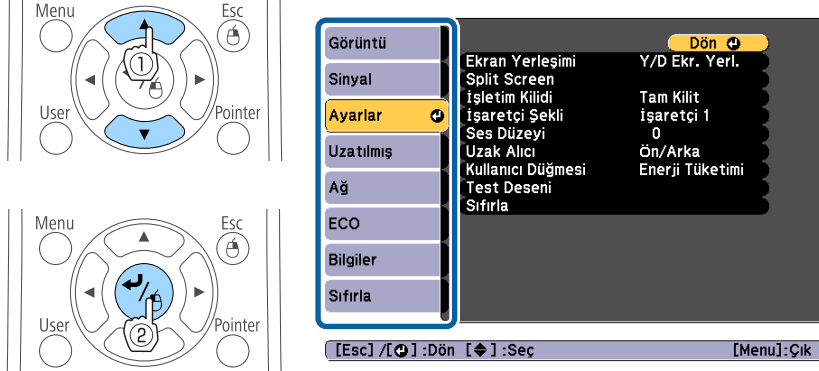 Menu
Esc
1
User
Pointer
Menu
Esc
User
2
Pointer
Görüntü
Sinyal
Ayarlar
Uzatılmış
Ağ
ECO
Bilgiler
Sıfırla
Dön
Ekran Yerleşimi Y/D Ekr. Yerl.
Split Screen
İşletim Kilidi Tam Kilit
İşaretçi Şekli İşaretçi 1
Ses Düzeyi 0
Uzak Alıcı Ön/Arka
Kullanıcı Düğmesi Enerji Tüketimi
Test Deseni
Sıfırla
[Esc] /[ ] :Dön [ ] :Seç [Menu]:Çık